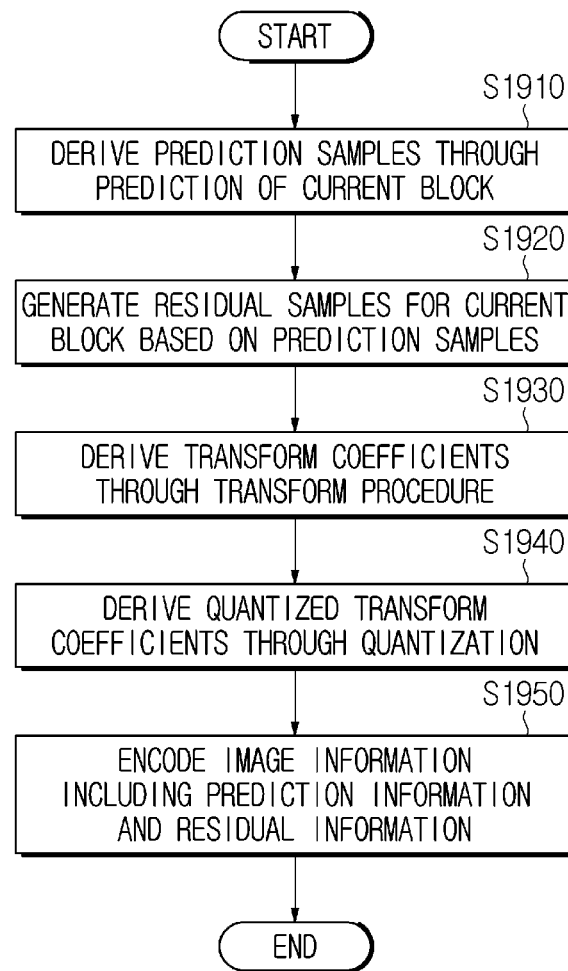 START
S1910
DERIVE PREDICTION SAMPLES THROUGH
PREDICTION OF CURRENT BLOCK
S1920
GENERATE RESIDUAL SAMPLES FOR CURRENT
BLOCK BASED ON PREDICTION SAMPLES
S1930
DERIVE TRANSFORM COEFFICIENTS
THROUGH TRANSFORM PROCEDURE
S1940
DERIVE QUANTIZED TRANSFORM
COEFFICIENTS THROUGH QUANTIZATION
S1950
ENCODE IMAGE INFORMATION
INCLUDING PREDICTION INFORMATION
AND RESIDUAL INFORMATION
END